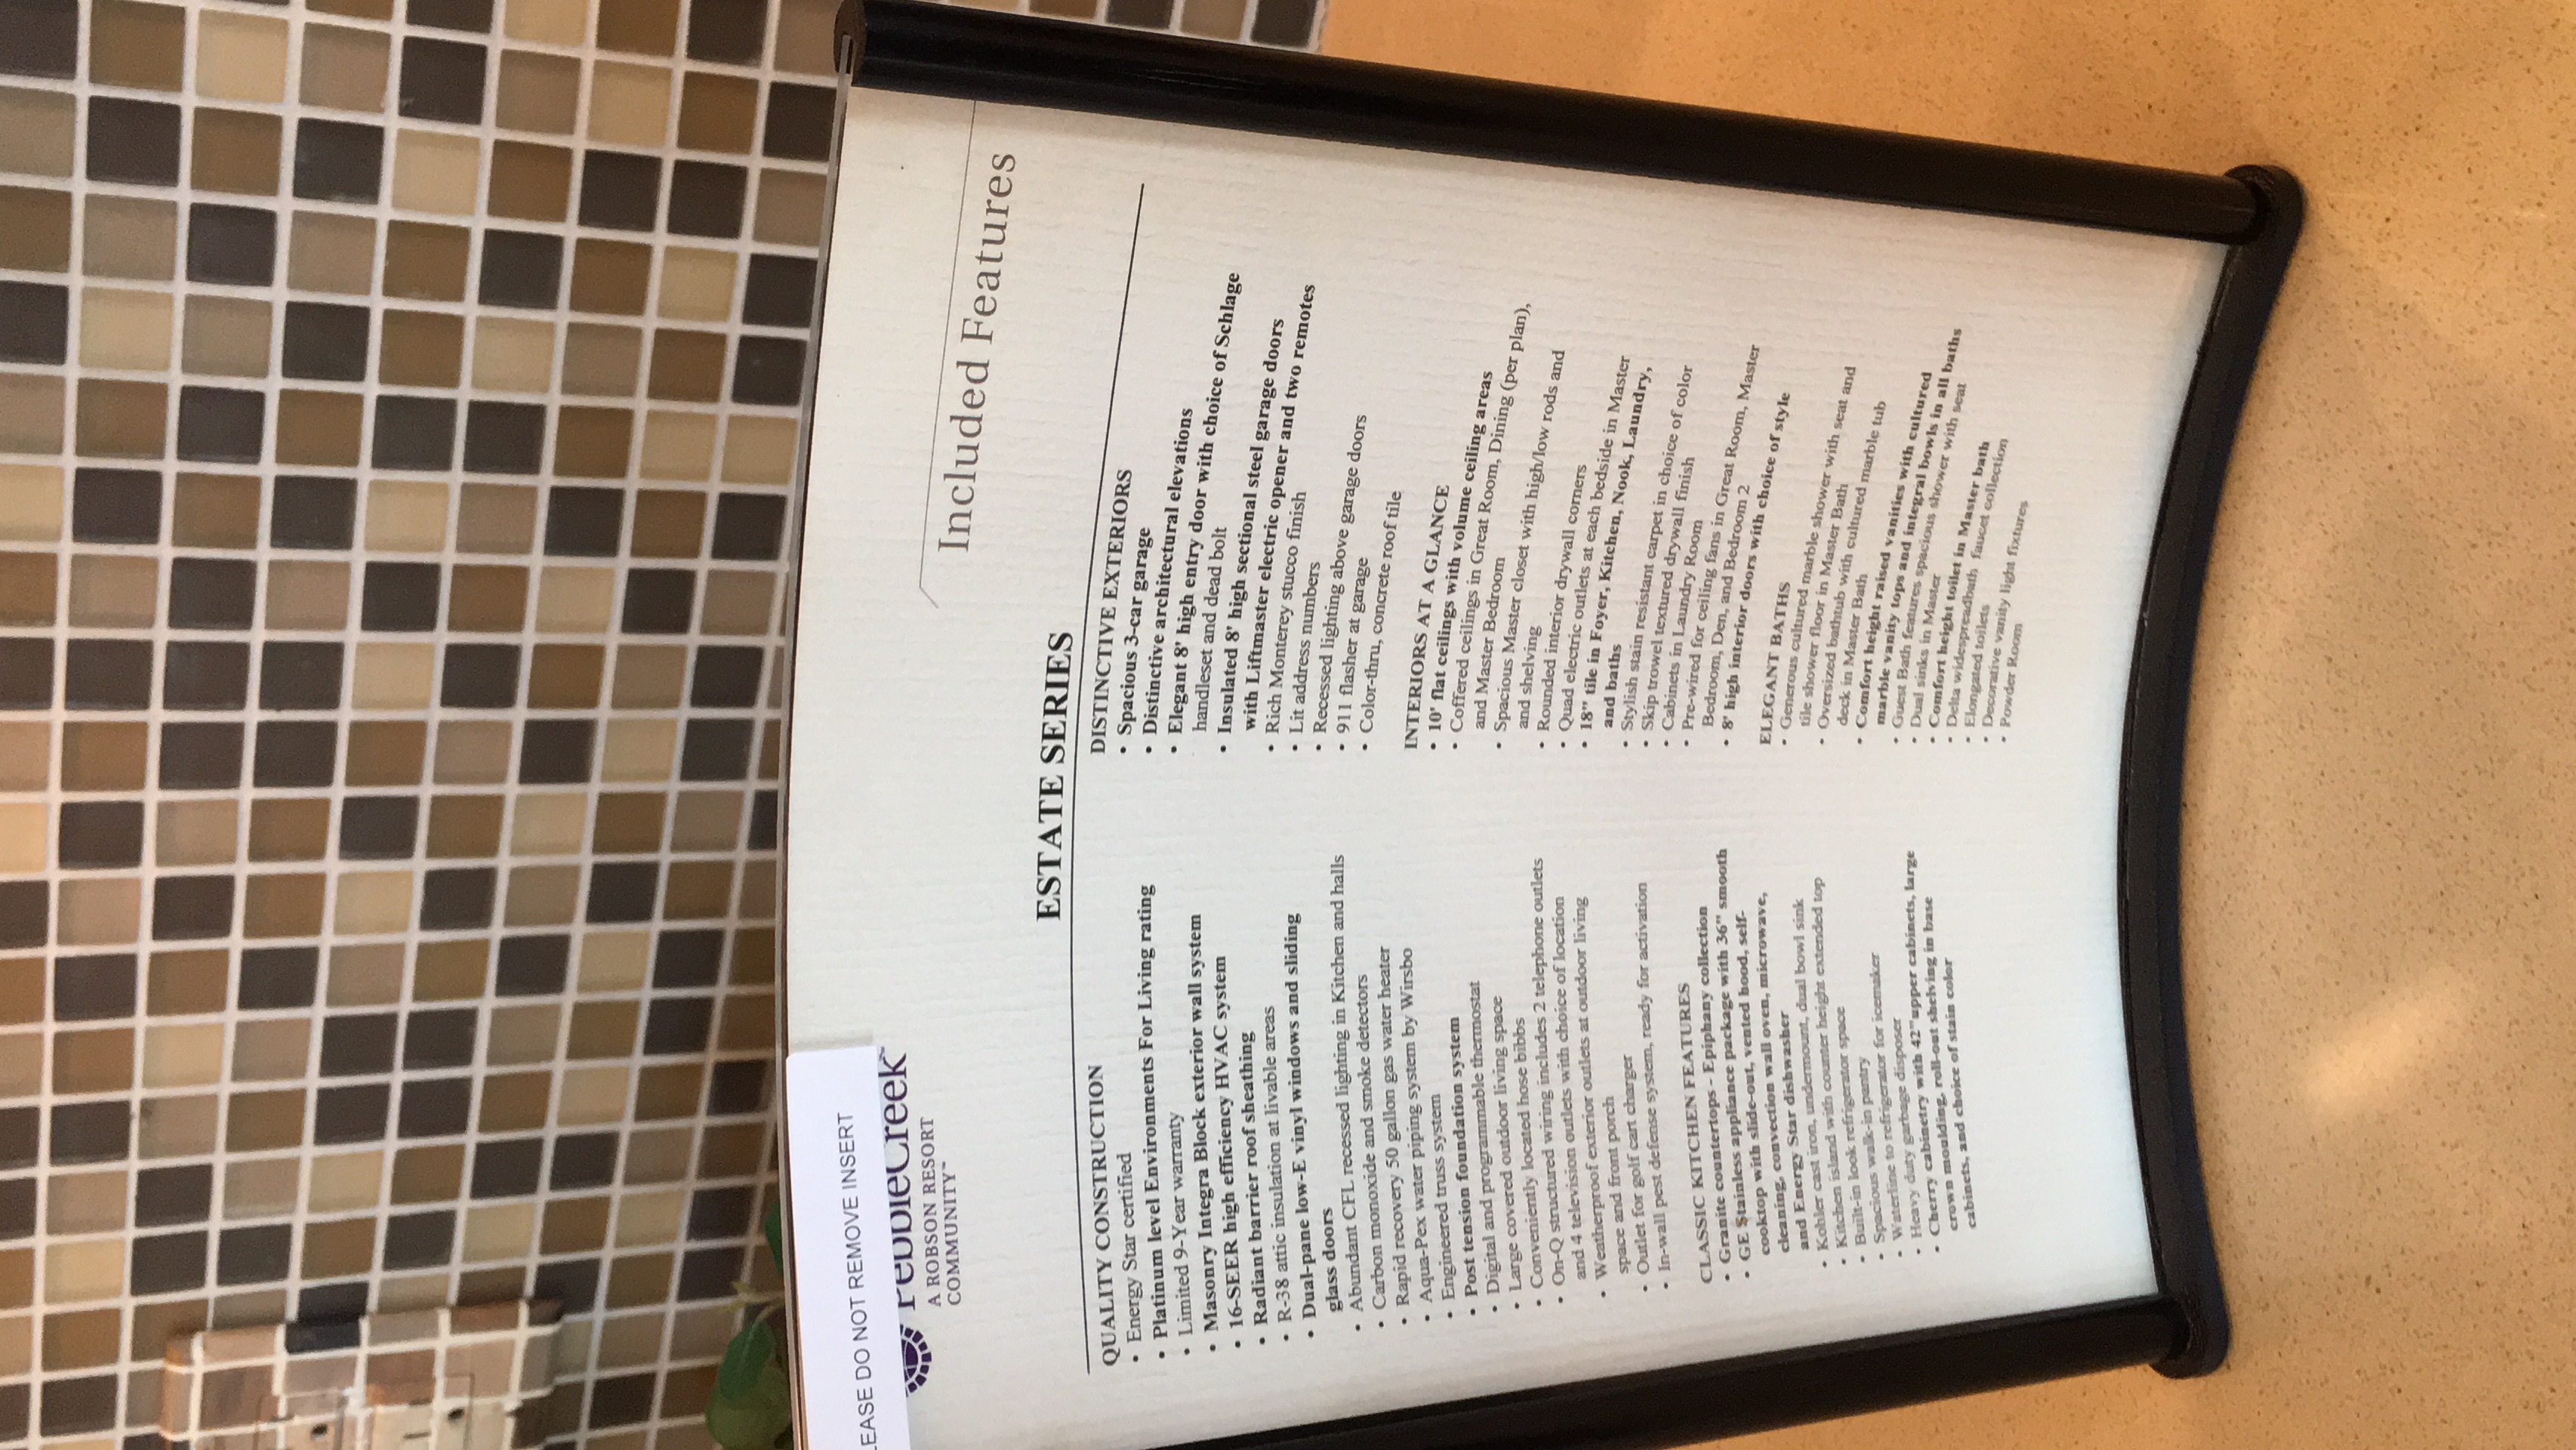 LEASE DO NOT REMOVE INSERT
PebbleCreek™
A ROBSON RESORT
COMMUNITY™
Included Features
ESTATE SERIES
QUALITY CONSTRUCTION
• Energy Star certified
• Platinum level Environments For Living rating
• Limited 9-Year warranty
• Masonry Integra Block exterior wall system
• 16-SEER high efficiency HVAC system
• Radiant barrier roof sheathing
• R-38 attic insulation at livable areas
• Dual-pane low-E vinyl windows and sliding
glass doors
• Abundant CFL recessed lighting in Kitchen and halls
• Carbon monoxide and smoke detectors
• Rapid recovery 50 gallon gas water heater
• Aqua-Pex water piping system by Wirsbo
• Engineered truss system
• Post tension foundation system
• Digital and programmable thermostat
• Large covered outdoor living space
• Conveniently located hose bibbs
• On-Q structured wiring includes 2 telephone outlets
and 4 television outlets with choice of location
• Weatherproof exterior outlets at outdoor living
space and front porch
• Outlet for golf cart charger
• In-wall pest defense system, ready for activation
CLASSIC KITCHEN FEATURES
• Granite countertops - Epiphany collection
• GE Stainless appliance package with 36" smooth
cooktop with slide-out, vented hood, self-
cleaning, convection wall oven, microwave,
and Energy Star dishwasher
• Kohler cast iron, undermount, dual bowl sink
• Kitchen island with counter height extended top
• Built-in look refrigerator space
• Spacious walk-in pantry
• Waterline to refrigerator for icemaker
• Heavy duty garbage disposer
• Cherry cabinetry with 42"upper cabinets, large
crown moulding, roll-out shelving in base
cabinets, and choice of stain color
DISTINCTIVE EXTERIORS
• Spacious 3-car garage
• Distinctive architectural elevations
• Elegant 8' high entry door with choice of Schlage
handleset and dead bolt
• Insulated 8' high sectional steel garage doors
with Liftmaster electric opener and two remotes
• Rich Monterey stucco finish
• Lit address numbers
• Recessed lighting above garage doors
• 911 flasher at garage
• Color-thru, concrete roof tile
INTERIORS AT A GLANCE
• 10' flat ceilings with volume ceiling areas
• Coffered ceilings in Great Room, Dining (per plan),
and Master Bedroom
• Spacious Master closet with high/low rods and
and shelving
• Rounded interior drywall corners
• Quad electric outlets at each bedside in Master
• 18" tile in Foyer, Kitchen, Nook, Laundry,
and baths
• Stylish stain resistant carpet in choice of color
• Skip trowel textured drywall finish
• Cabinets in Laundry Room
• Pre-wired for ceiling fans in Great Room, Master
Bedroom, Den, and Bedroom 2
• 8' high interior doors with choice of style
ELEGANT BATHS
• Generous cultured marble shower with seat and
tile shower floor in Master Bath
• Oversized bathtub with cultured marble tub
deck in Master Bath
• Comfort height raised vanities with cultured
marble vanity tops and integral bowls in all baths
• Guest Bath features spacious shower with seat
• Dual sinks in Master
• Comfort height toilet in Master bath
• Delta widespreadbath faucet collection
• Elongated toilets
• Decorative vanity light fixtures
• Powder Room